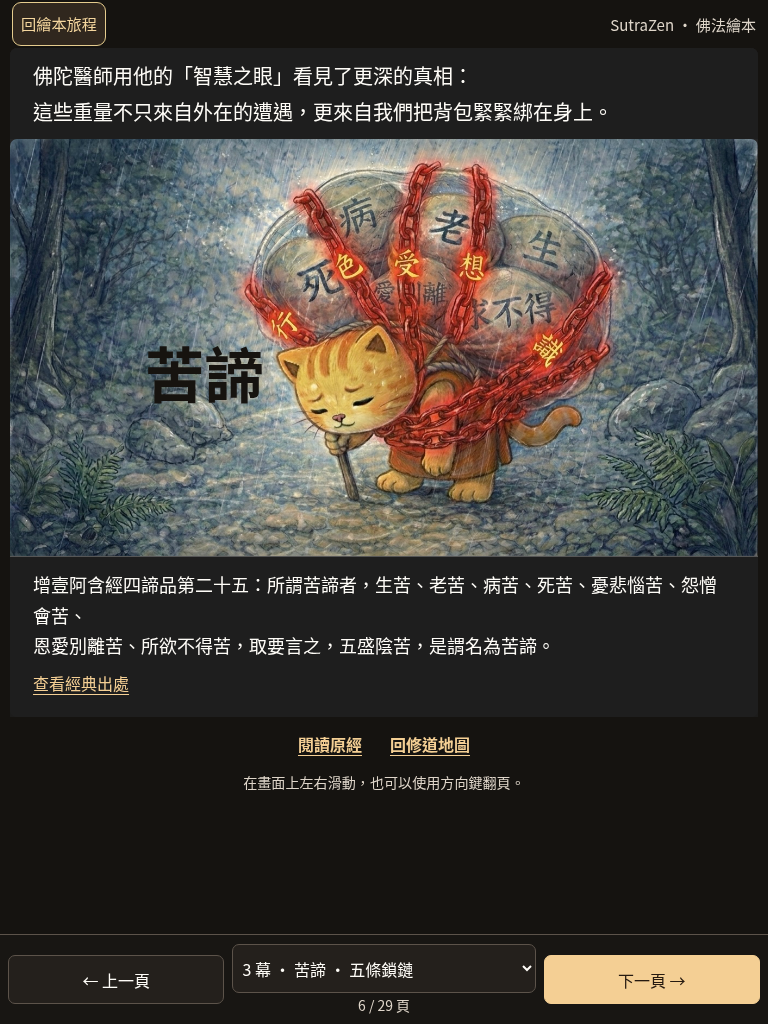 回繪本旅程
SutraZen · 佛法繪本
佛陀醫師用他的「智慧之眼」看見了更深的真相：
這些重量不只來自外在的遭遇，更來自我們把背包緊緊綁在身上。
病
老
生
死
色
受
想
愛別離
求不得
行
識
苦諦
增壹阿含經四諦品第二十五：所謂苦諦者，生苦、老苦、病苦、死苦、憂悲惱苦、怨憎
會苦、
恩愛別離苦、所欲不得苦，取要言之，五盛陰苦，是謂名為苦諦。
查看經典出處
閱讀原經
回修道地圖
在畫面上左右滑動，也可以使用方向鍵翻頁。
← 上一頁
3 幕 · 苦諦 · 五條鎖鏈
下一頁 →
6 / 29 頁